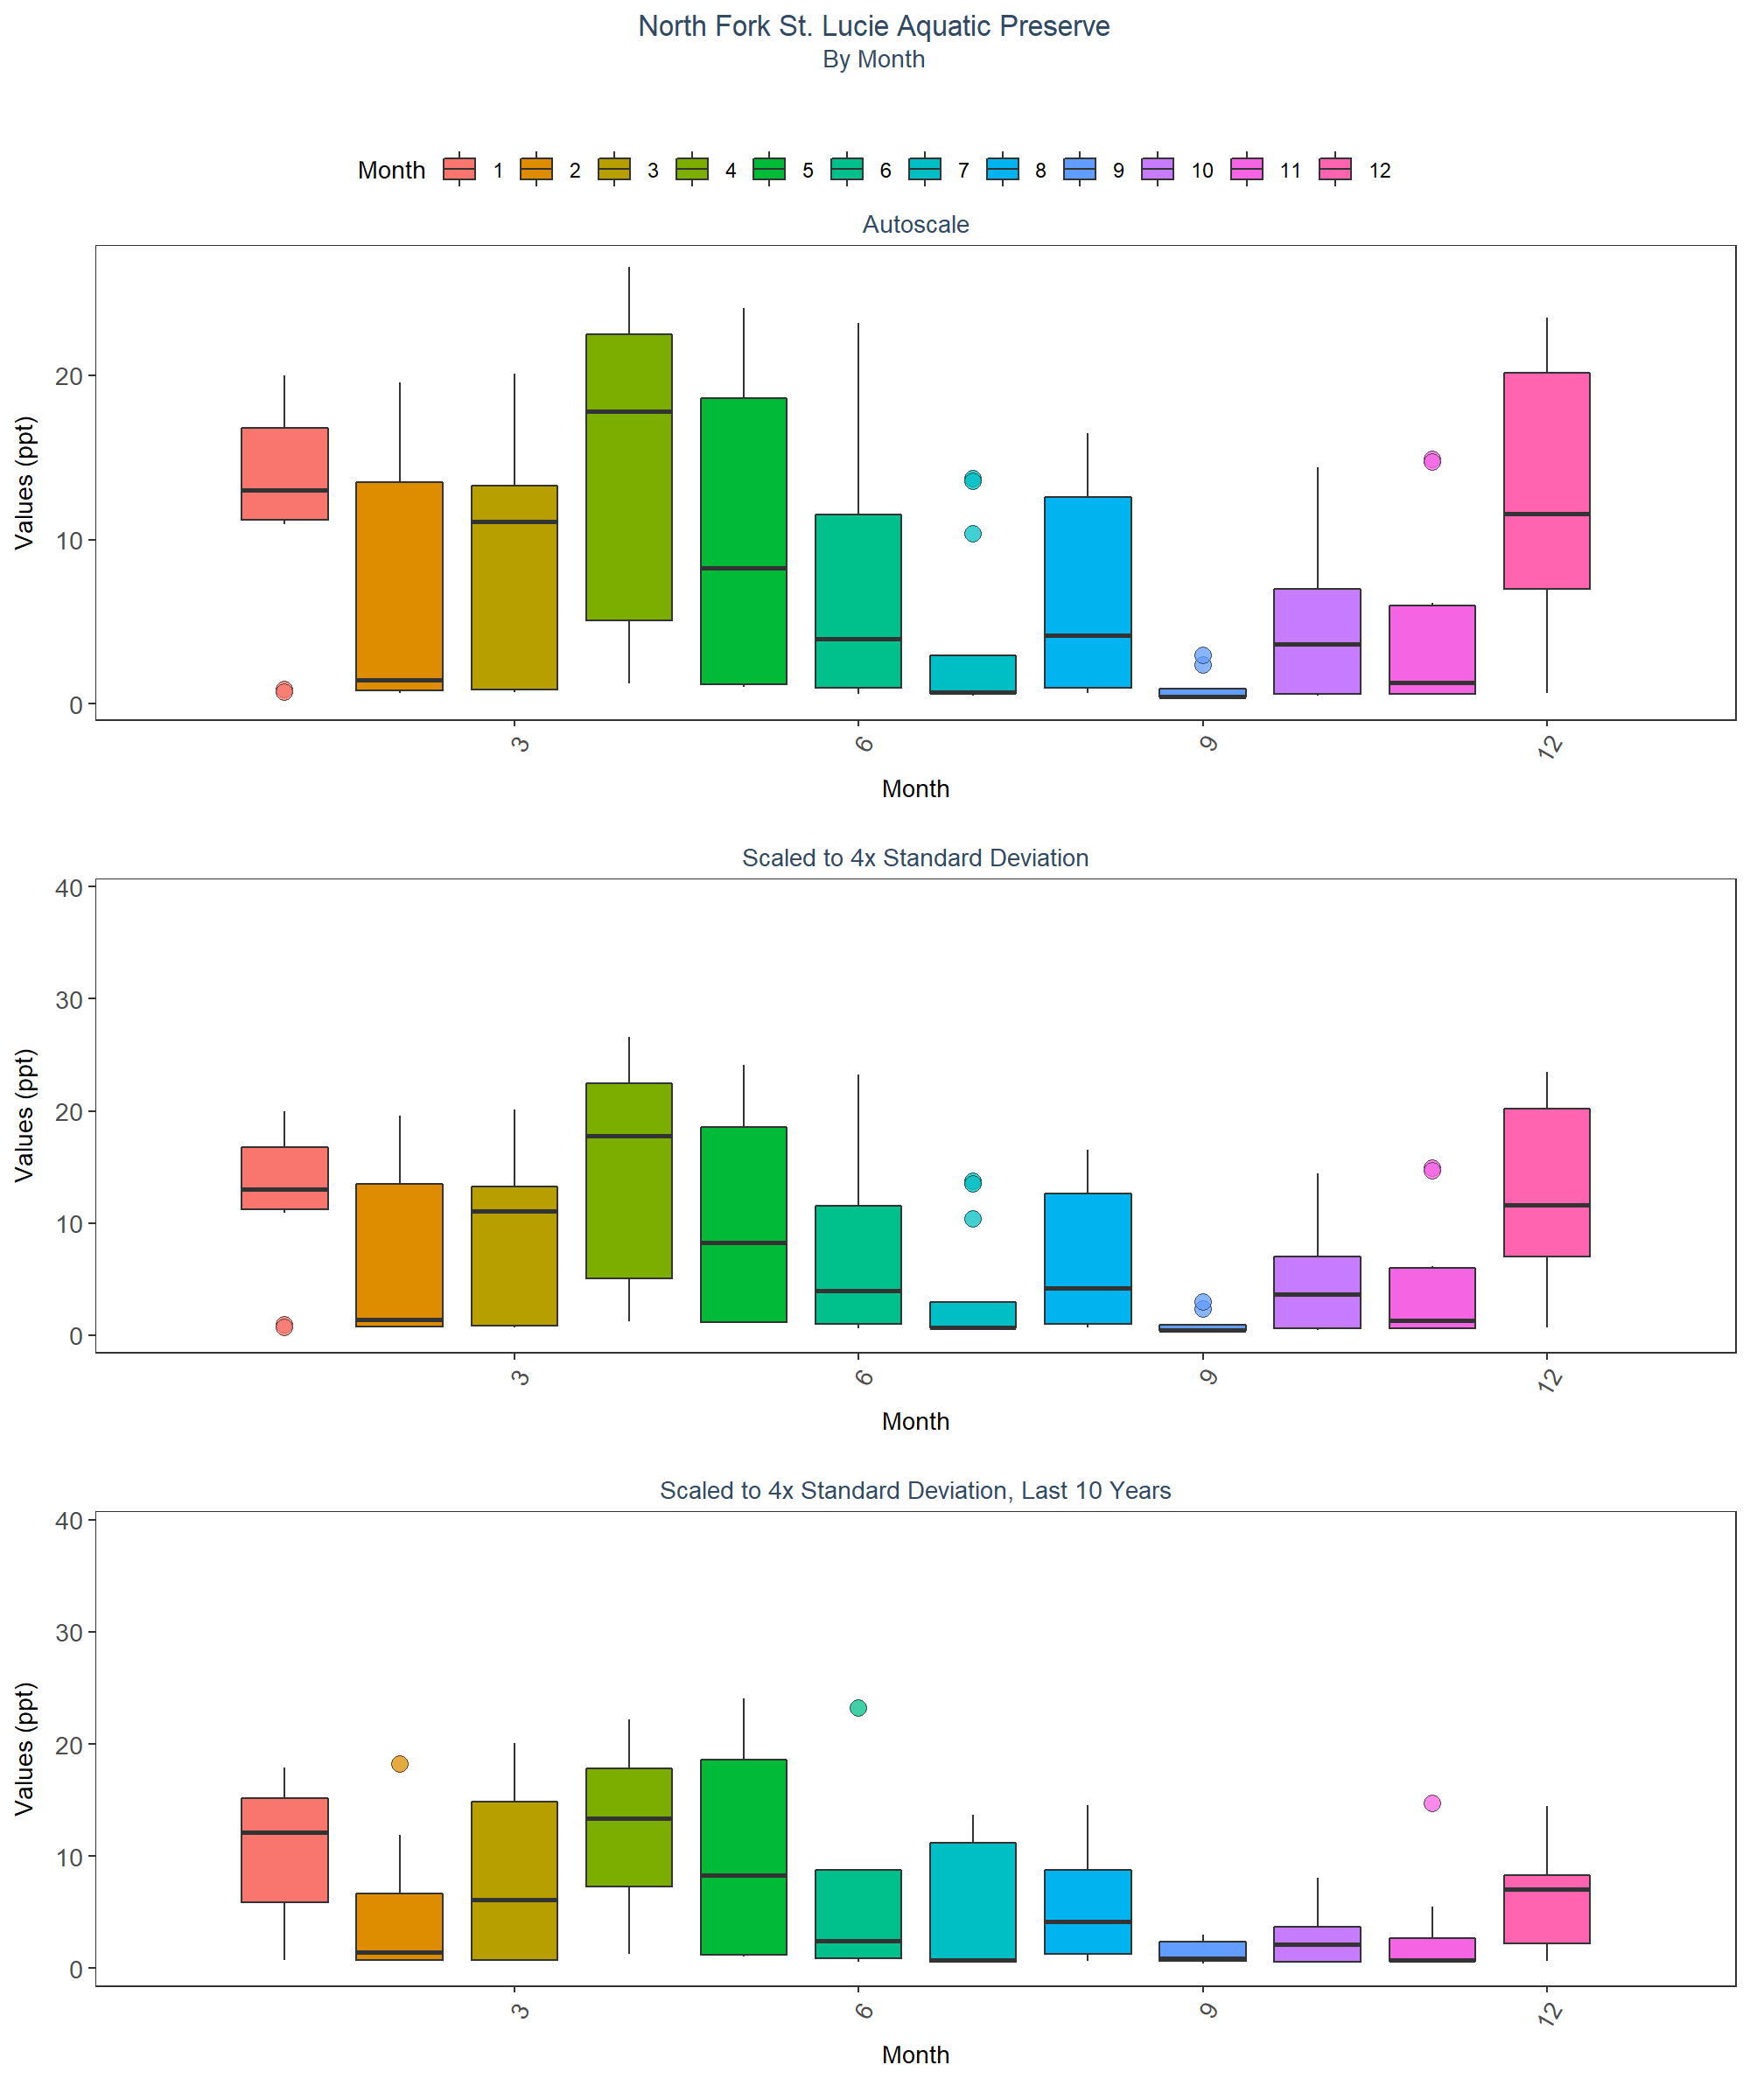 North Fork St. Lucie Aquatic Preserve
By Month
Month 1 2 3 4 5 6 7 8 9 10 11 12
Autoscale
Values (ppt)
20
10
0
3 6 9 12
Month
Scaled to 4x Standard Deviation
Values (ppt)
40
30
20
10
0
3 6 9 12
Month
Scaled to 4x Standard Deviation, Last 10 Years
Values (ppt)
40
30
20
10
0
3 6 9 12
Month